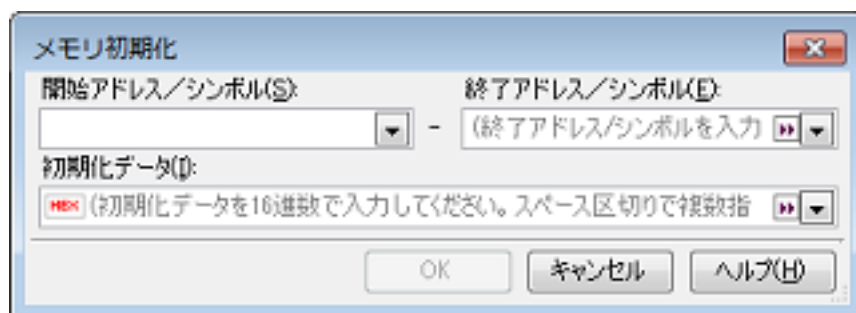 メモリ初期化
開始アドレス/シンボル(S): 終了アドレス/シンボル(E):
- (終了アドレス/シンボルを入力
初期化データ(I):
HEX (初期化データを16進数で入力してください。スペース区切りで複数指
OK キャンセル ヘルプ(H)